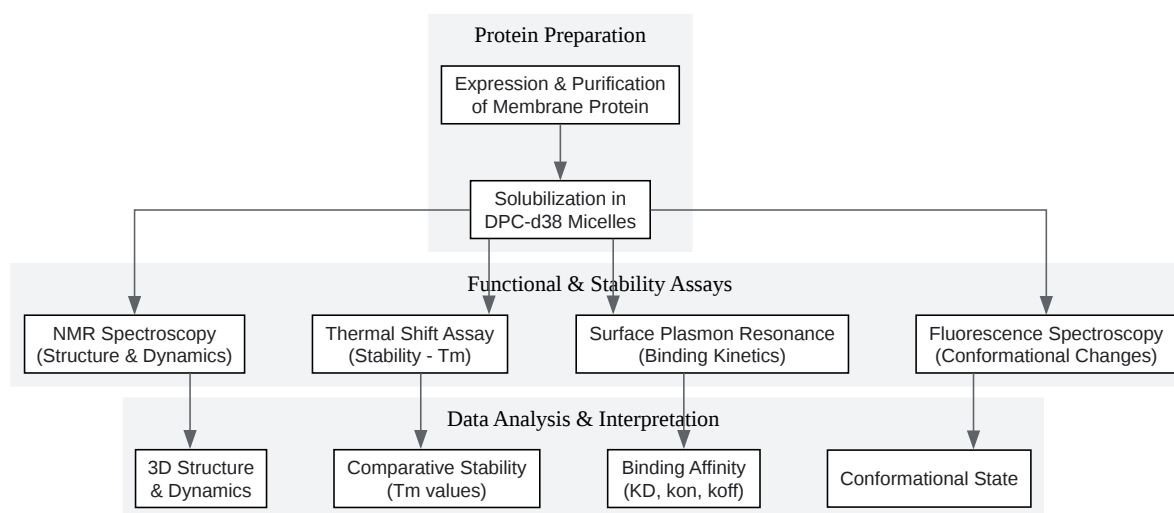 Protein Preparation
Expression & Purification
of Membrane Protein
Solubilization in
DPC-d38 Micelles
Functional & Stability Assays
NMR Spectroscopy
(Structure & Dynamics)
Thermal Shift Assay
(Stability - Tm)
Surface Plasmon Resonance
(Binding Kinetics)
Fluorescence Spectroscopy
(Conformational Changes)
Data Analysis & Interpretation
3D Structure
& Dynamics
Comparative Stability
(Tm values)
Binding Affinity
(KD, kon, koff)
Conformational State